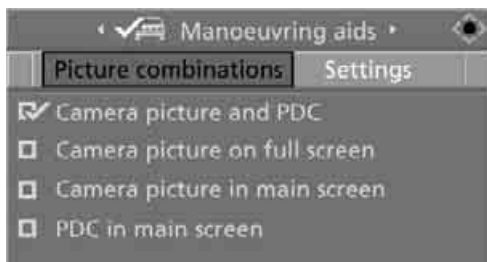 Manoeuvring aids
Picture combinations Settings
Camera picture and PDC
Camera picture on full screen
Camera picture in main screen
PDC in main screen